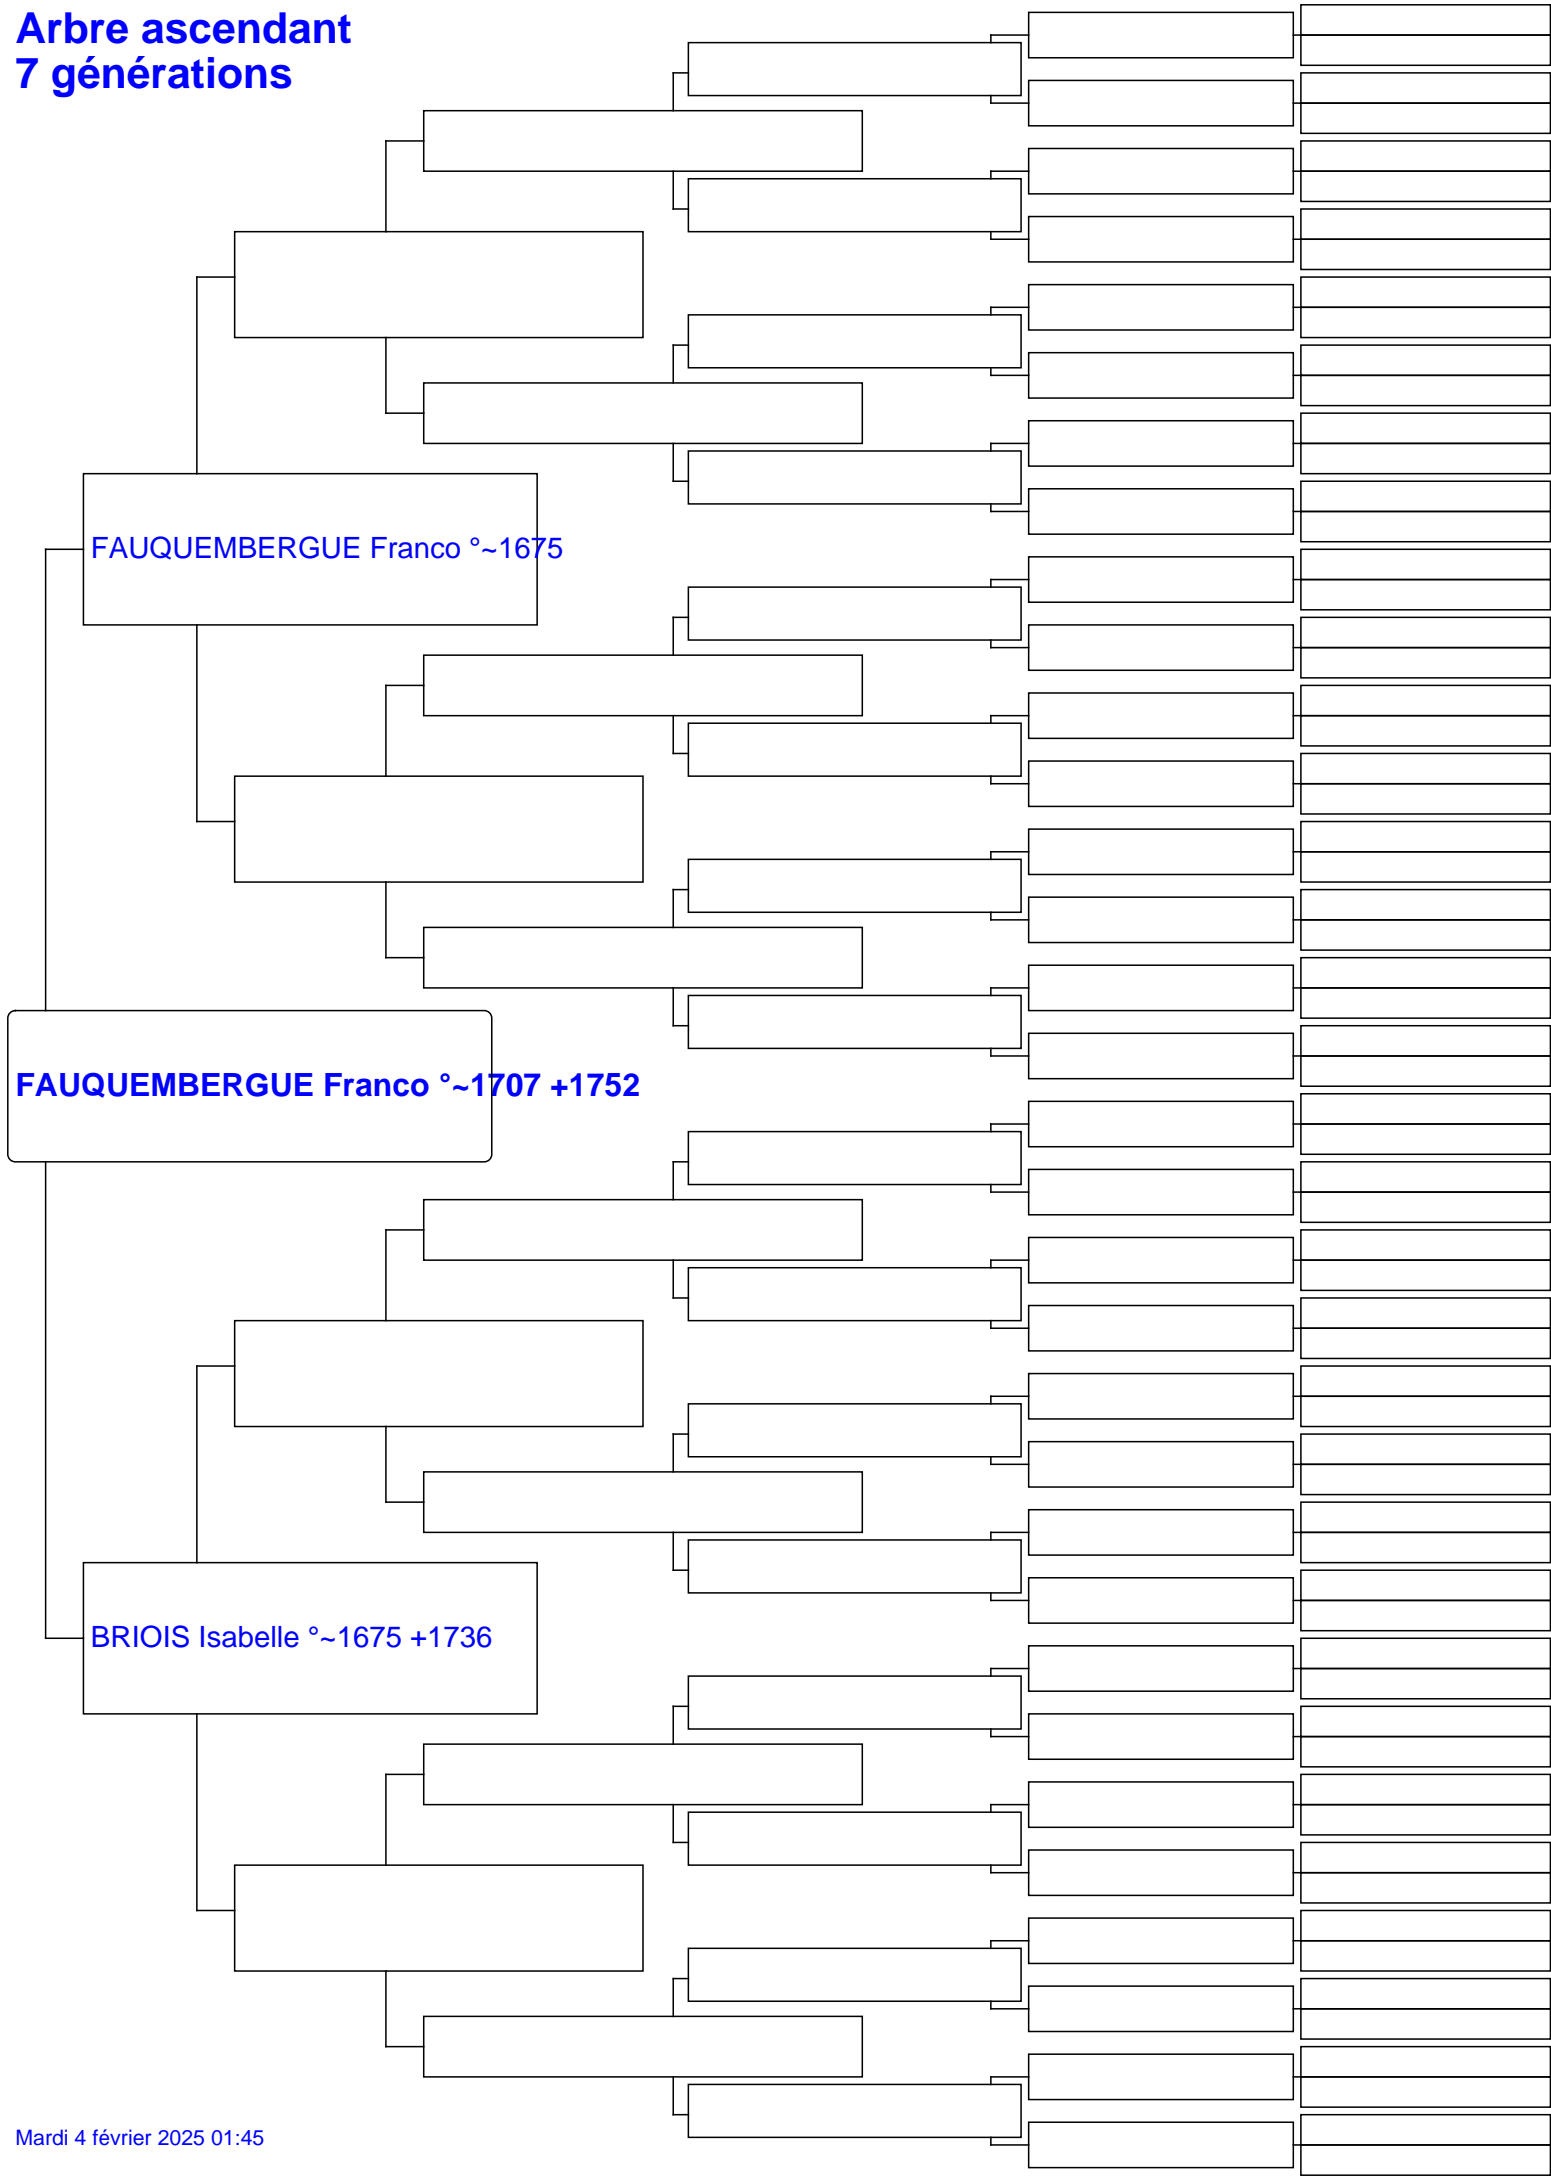 Arbre ascendant
7 générations
FAUQUEMBERGUE Franco °~1675
FAUQUEMBERGUE Franco °~1707 +1752
BRIOIS Isabelle °~1675 +1736
Mardi 4 février 2025 01:45